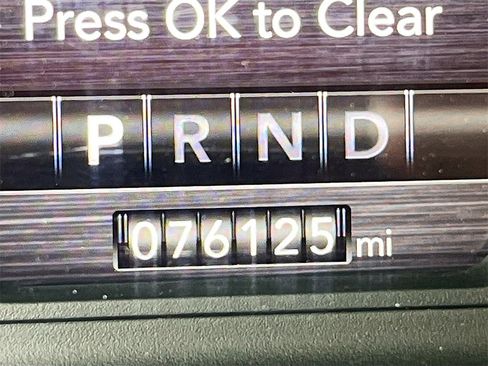 Press OK to Clear
P R N D
076125 mi